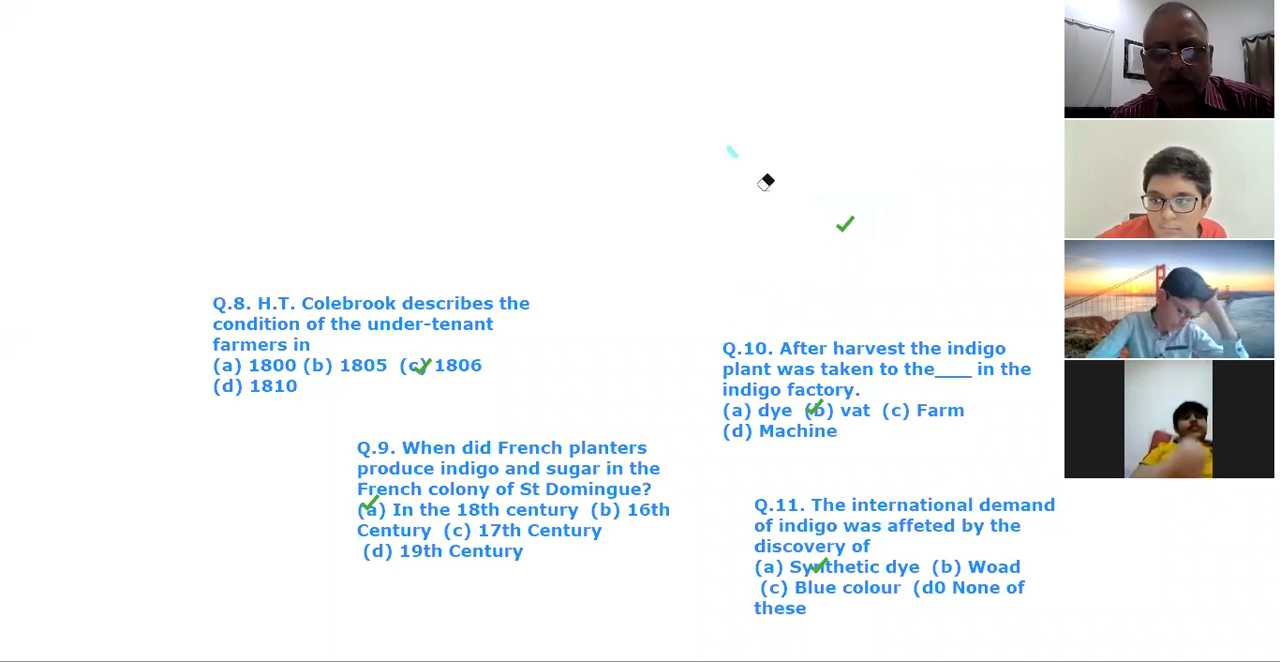 Q.8. H.T. Colebrook describes the
condition of the under-tenant
farmers in
(a) 1800 (b) 1805 (c) 1806
(d) 1810
Q.9. When did French planters
produce indigo and sugar in the
French colony of St Domingue?
(a) In the 18th century (b) 16th
Century (c) 17th Century
(d) 19th Century
Q.10. After harvest the indigo
plant was taken to the___ in the
indigo factory.
(a) dye (b) vat (c) Farm
(d) Machine
Q.11. The international demand
of indigo was affeted by the
discovery of
(a) Synthetic dye (b) Woad
(c) Blue colour (d0 None of
these